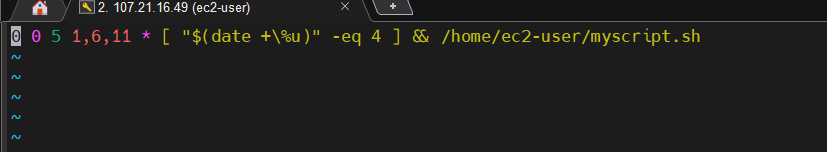 2. 107.21.16.49 (ec2-user)
0 0 5 1,6,11 * [ "$(date +\%u)" -eq 4 ] && /home/ec2-user/myscript.sh
~
~
~
~
~